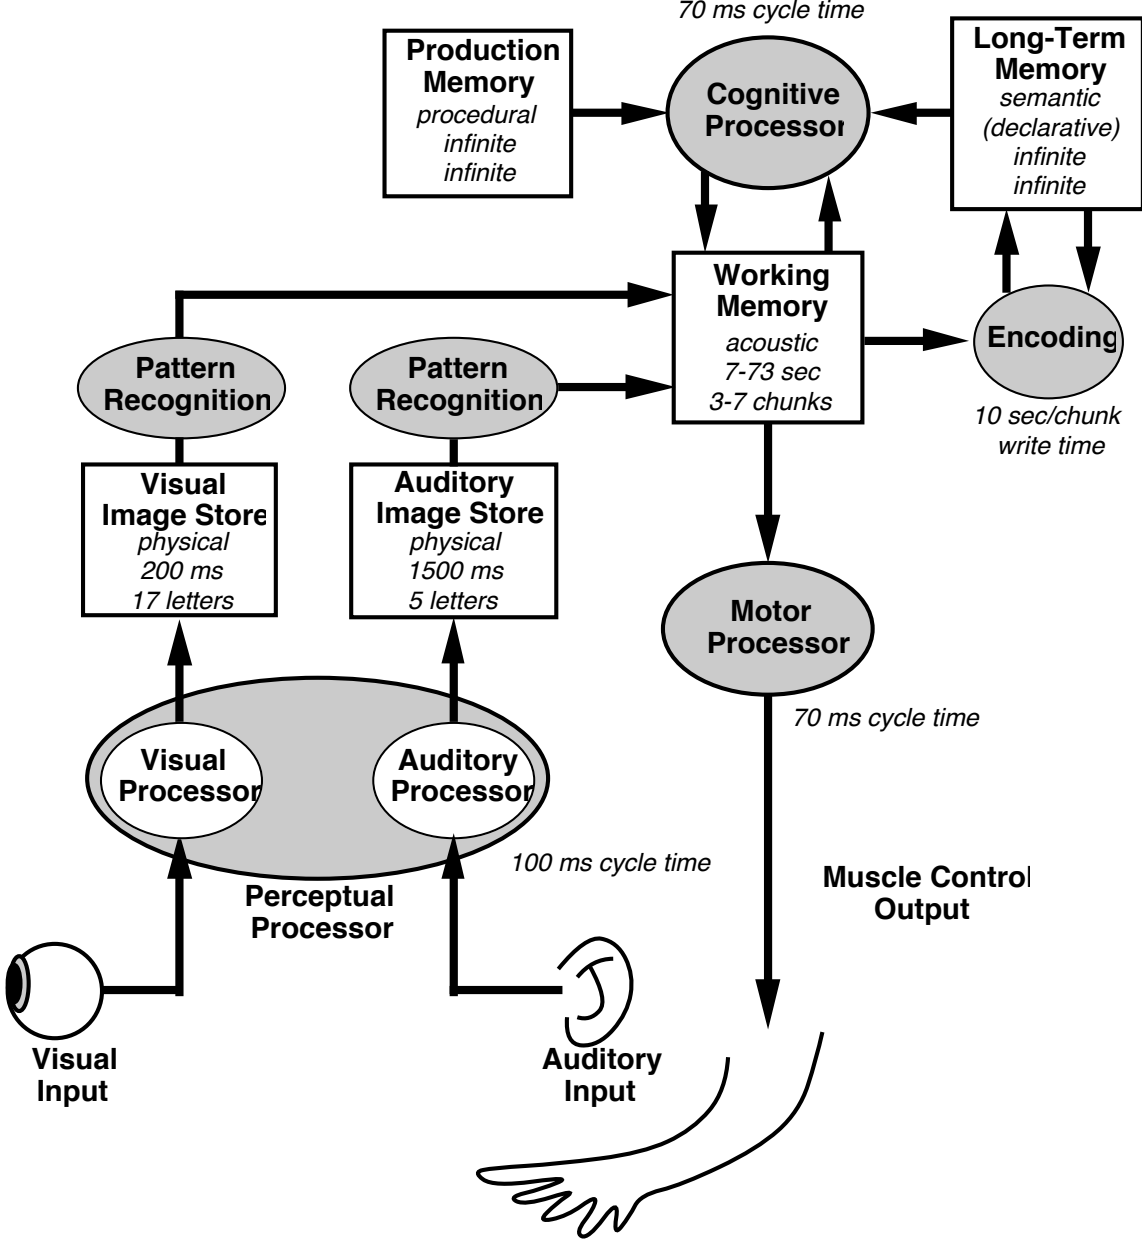 70 ms cycle time
Production
Memory
procedural
infinite
infinite
Cognitive
Processor
Long-Term
Memory
semantic
(declarative)
infinite
infinite
Working
Memory
acoustic
7-73 sec
3-7 chunks
Encoding
10 sec/chunk
write time
Pattern
Recognition
Pattern
Recognition
Visual
Image Store
physical
200 ms
17 letters
Auditory
Image Store
physical
1500 ms
5 letters
Motor
Processor
70 ms cycle time
Visual
Processor
Auditory
Processor
100 ms cycle time
Perceptual
Processor
Muscle Control
Output
Visual
Input
Auditory
Input